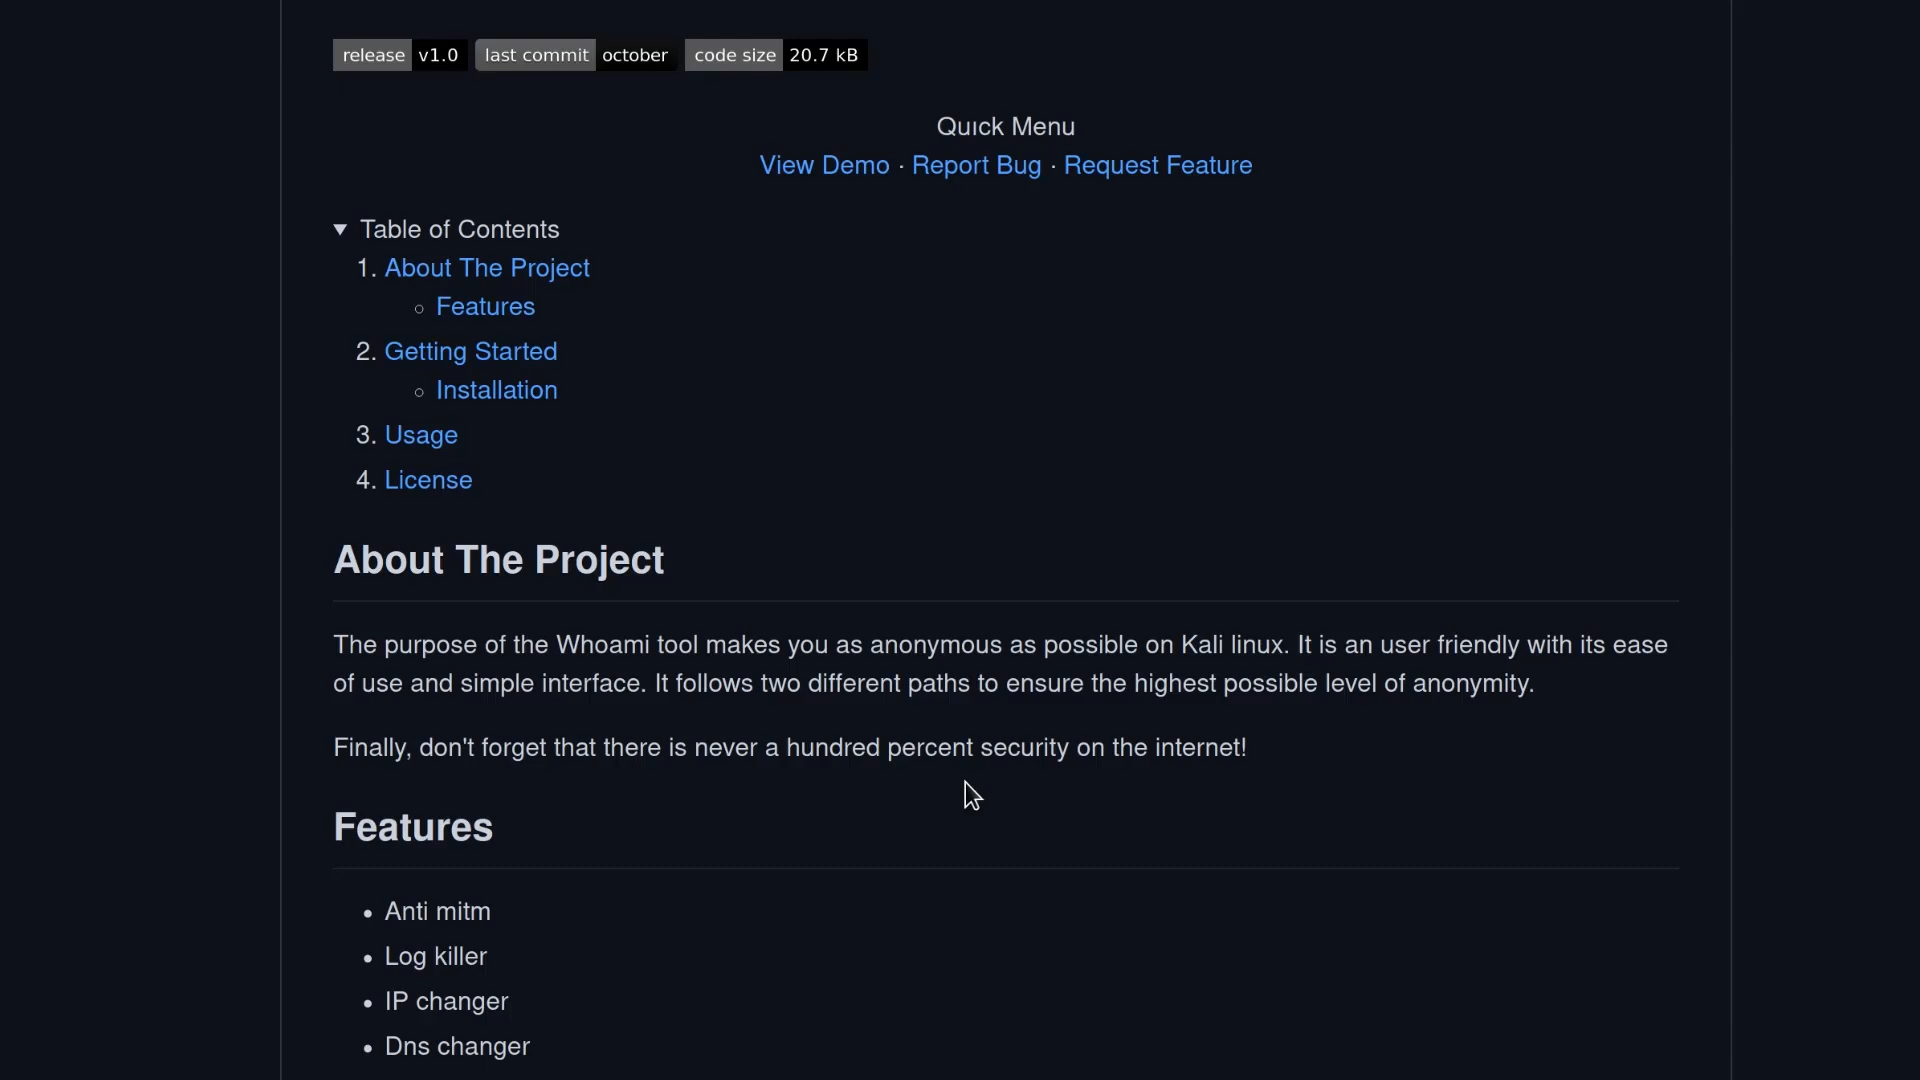 release v1.0 last commit october code size 20.7 kB
Quıck Menu
View Demo · Report Bug · Request Feature
▼ Table of Contents
1. About The Project
○ Features
2. Getting Started
○ Installation
3. Usage
4. License
About The Project
The purpose of the Whoami tool makes you as anonymous as possible on Kali linux. It is an user friendly with its ease
of use and simple interface. It follows two different paths to ensure the highest possible level of anonymity.
Finally, don't forget that there is never a hundred percent security on the internet!
Features
• Anti mitm
• Log killer
• IP changer
• Dns changer